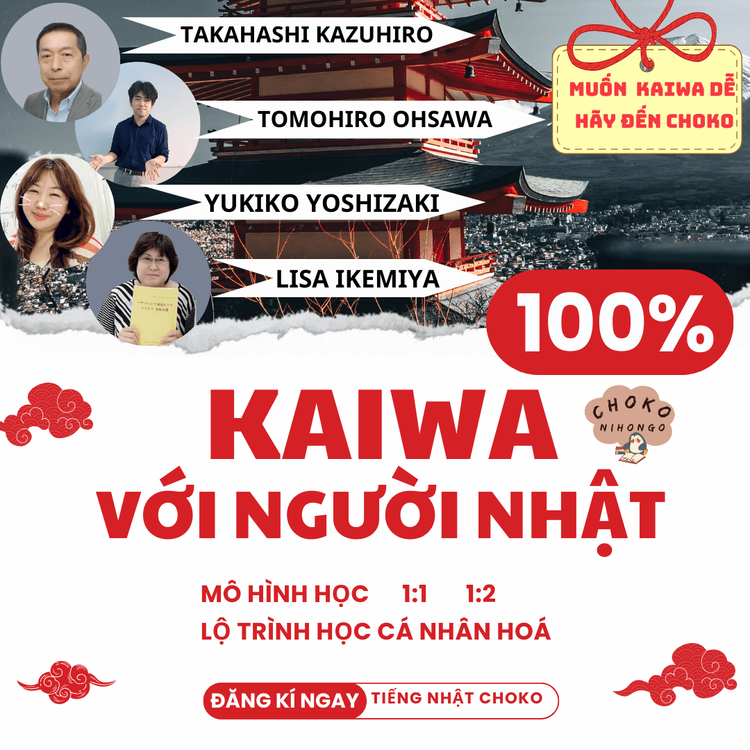 TAKAHASHI KAZUHIRO
TOMOHIRO OHSAWA
YUKIKO YOSHIZAKI
LISA IKEMIYA
MUỐN KAIWA DỄ
HÃY ĐẾN CHOKO
100%
KAIWA
CHOKO
NIHONGO
VỚI NGƯỜI NHẬT
MÔ HÌNH HỌC 1:1 1:2
LỘ TRÌNH HỌC CÁ NHÂN HOÁ
ĐĂNG KÍ NGAY TIẾNG NHẬT CHOKO